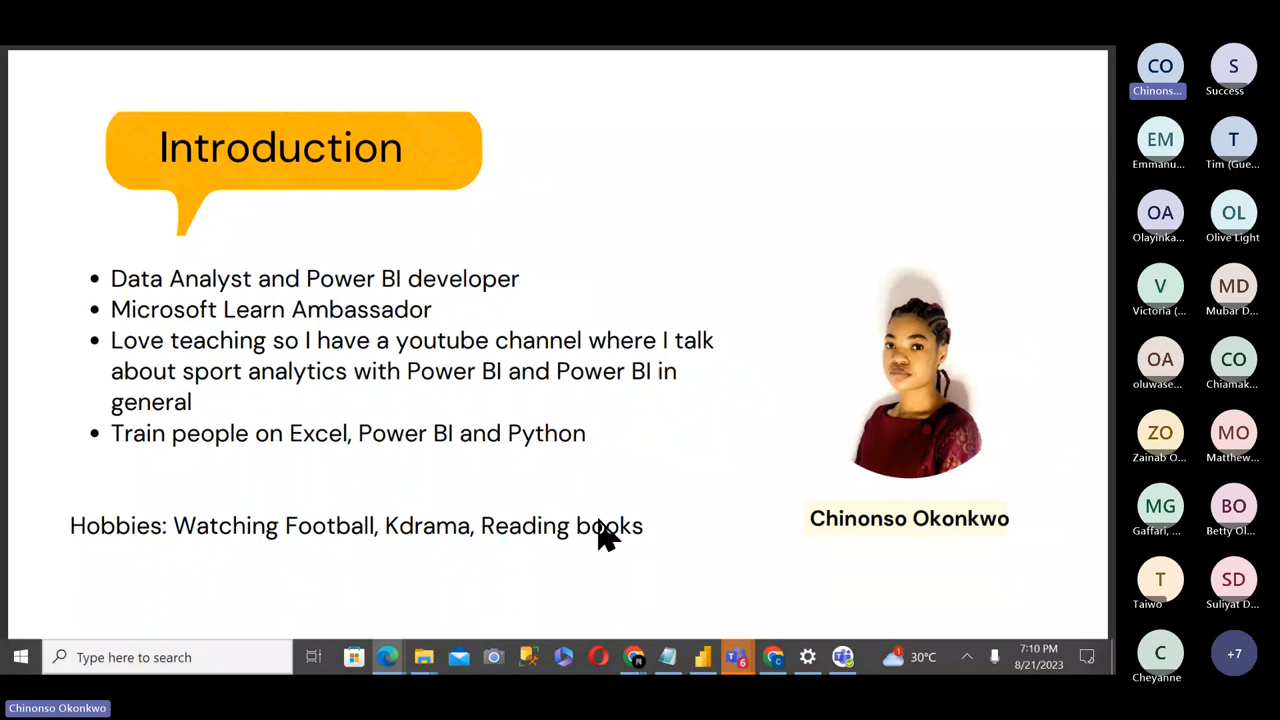 Introduction
• Data Analyst and Power BI developer
• Microsoft Learn Ambassador
• Love teaching so I have a youtube channel where I talk
about sport analytics with Power BI and Power BI in
general
• Train people on Excel, Power BI and Python
Hobbies: Watching Football, Kdrama, Reading books
Chinonso Okonkwo
CO
Chinons...
S
Success
EM
Emmanu...
T
Tim (Gue...
OA
Olayinka...
OL
Olive Light
V
Victoria (...
MD
Mubar D...
OA
oluwase...
CO
Chiamak...
ZO
Zainab O...
MO
Matthew...
MG
Gaffari, ...
BO
Betty Ol...
T
Taiwo
SD
Suliyat D...
C
Cheyanne
+7
Type here to search
N
6
C
1
30°C
7:10 PM
8/21/2023
Chinonso Okonkwo